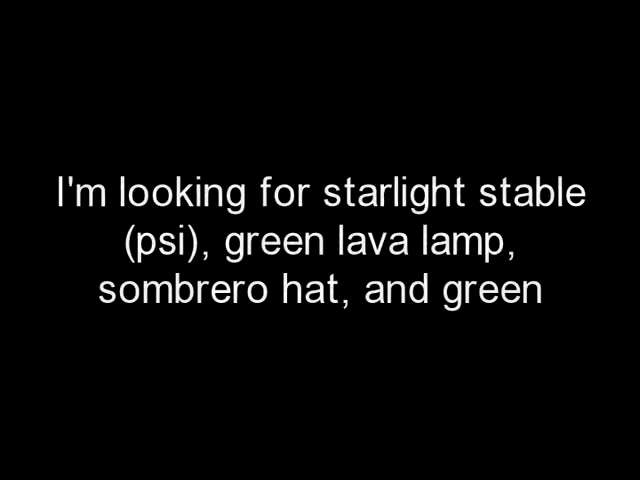 I'm looking for starlight stable
(psi), green lava lamp,
sombrero hat, and green